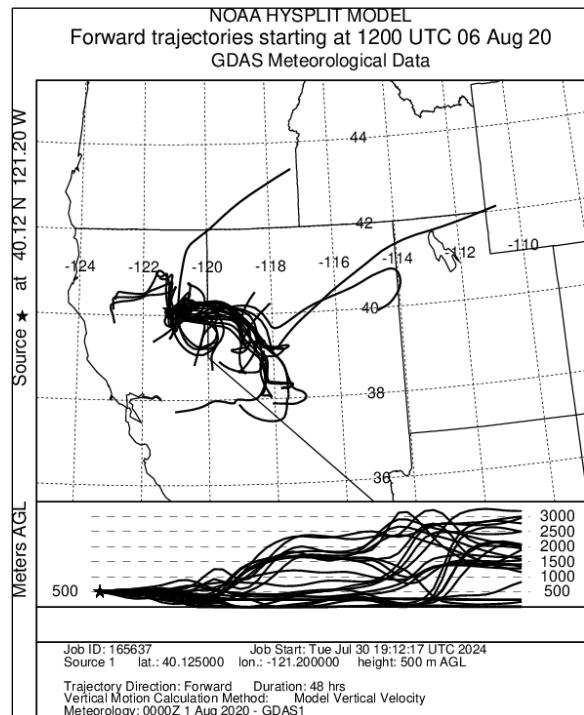 NOAA HYSPLIT MODEL
Forward trajectories starting at 1200 UTC 06 Aug 20
GDAS Meteorological Data
Source ★ at 40.12 N 121.20 W
44
42
-124 -122 -120 -118 -116 -114 -112 -110
40
38
36
Meters AGL
500
3000
2500
2000
1500
1000
500
Job ID: 165637 Job Start: Tue Jul 30 19:12:17 UTC 2024
Source 1 lat.: 40.125000 lon.: -121.200000 height: 500 m AGL
Trajectory Direction: Forward Duration: 48 hrs
Vertical Motion Calculation Method: Model Vertical Velocity
Meteorology: 0000Z 1 Aug 2020 - GDAS1